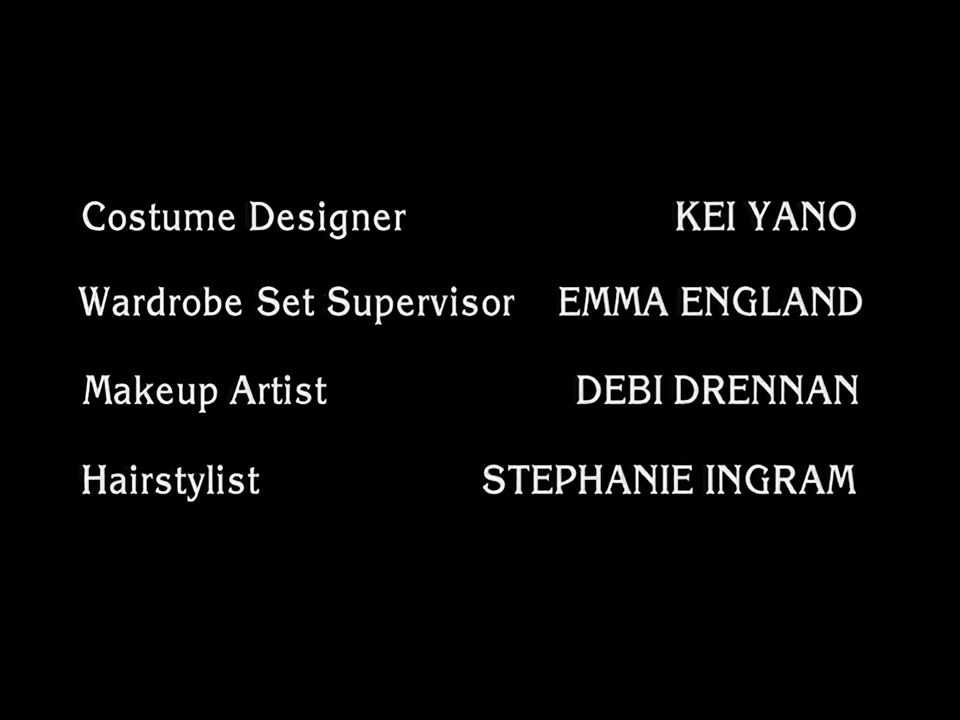 Costume Designer KEI YANO
Wardrobe Set Supervisor EMMA ENGLAND
Makeup Artist DEBI DRENNAN
Hairstylist STEPHANIE INGRAM